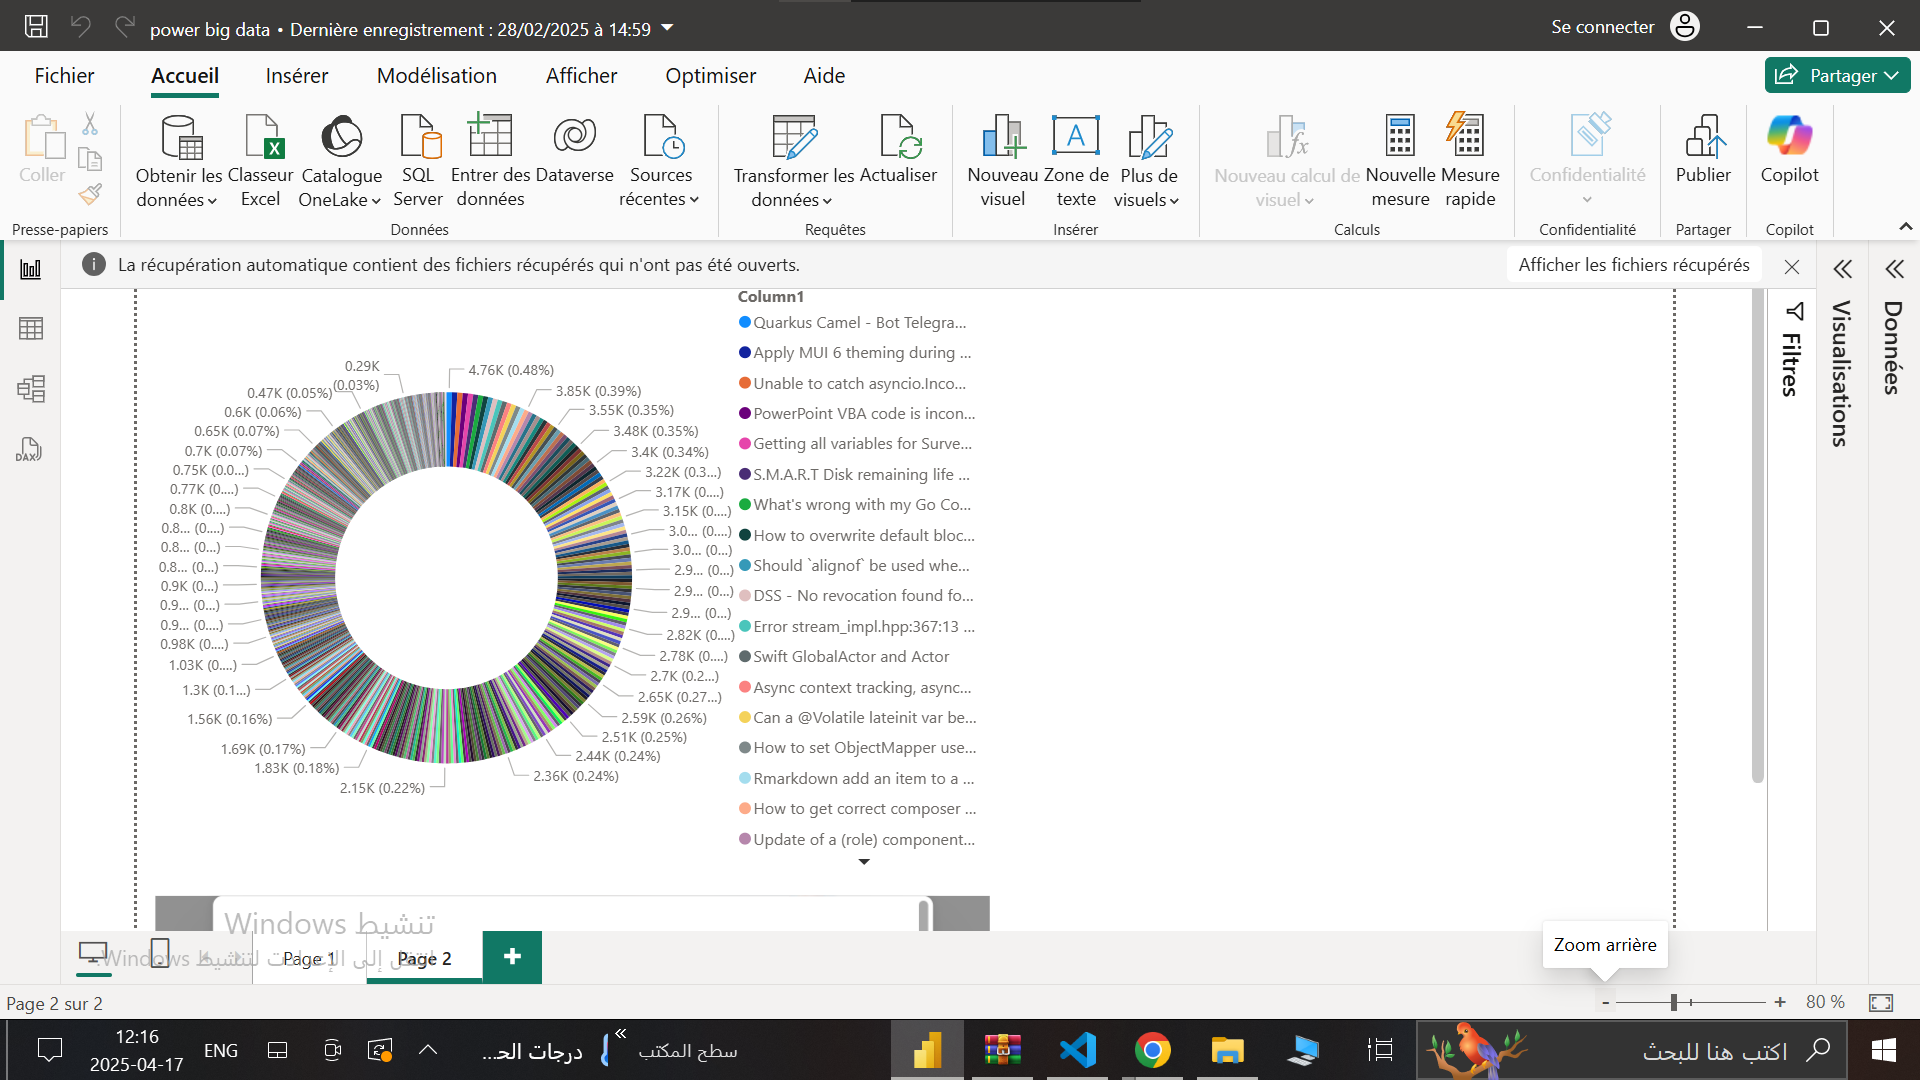 power big data • Dernière enregistrement : 28/02/2025 à 14:59
Se connecter
Fichier
Accueil
Insérer
Modélisation
Afficher
Optimiser
Aide
Partager
Coller
Presse-papiers
Obtenir les
données
Classeur
Excel
Catalogue
OneLake
SQL
Server
Entrer des
données
Dataverse
Sources
récentes
Données
Transformer les
données
Actualiser
Requêtes
Nouveau
visuel
Zone de
texte
Plus de
visuels
Insérer
Nouveau calcul de
visuel
Nouvelle
mesure
Mesure
rapide
Calculs
Confidentialité
Confidentialité
Publier
Partager
Copilot
Copilot
La récupération automatique contient des fichiers récupérés qui n'ont pas été ouverts.
Afficher les fichiers récupérés
DAX
4.76K (0.48%)
3.85K (0.39%)
3.55K (0.35%)
3.48K (0.35%)
3.4K (0.34%)
3.22K (0.3...)
3.17K (0....)
3.15K (0....)
3.0... (0....)
3.0... (0...)
2.9... (0...)
2.9... (0...)
2.9... (0...)
2.82K (0....)
2.78K (0....)
2.7K (0.2...)
2.65K (0.27...)
2.59K (0.26%)
2.51K (0.25%)
2.44K (0.24%)
2.36K (0.24%)
2.15K (0.22%)
1.83K (0.18%)
1.69K (0.17%)
1.56K (0.16%)
1.3K (0.1...)
1.03K (0....)
0.98K (0....)
0.9... (0....)
0.9... (0...)
0.9K (0...)
0.8... (0...)
0.8... (0...)
0.8... (0....)
0.8K (0....)
0.77K (0....)
0.75K (0.0...)
0.7K (0.07%)
0.65K (0.07%)
0.6K (0.06%)
0.47K (0.05%)
0.29K
(0.03%)
Column1
Quarkus Camel - Bot Telegra...
Apply MUI 6 theming during ...
Unable to catch asyncio.Inco...
PowerPoint VBA code is incon...
Getting all variables for Surve...
S.M.A.R.T Disk remaining life ...
What's wrong with my Go Co...
How to overwrite default bloc...
Should `alignof` be used whe...
DSS - No revocation found fo...
Error stream_impl.hpp:367:13 ...
Swift GlobalActor and Actor
Async context tracking, async...
Can a @Volatile lateinit var be...
How to set ObjectMapper use...
Rmarkdown add an item to a ...
How to get correct composer ...
Update of a (role) component...
Filtres
Visualisations
Données
تنشيط Windows
انتقل إلى الإعدادات لتنشيط Windows.
Page 1
Page 2
Zoom arrière
Page 2 sur 2
80 %
12:16
2025-04-17
ENG
درجات الح...
سطح المكتب
اكتب هنا للبحث